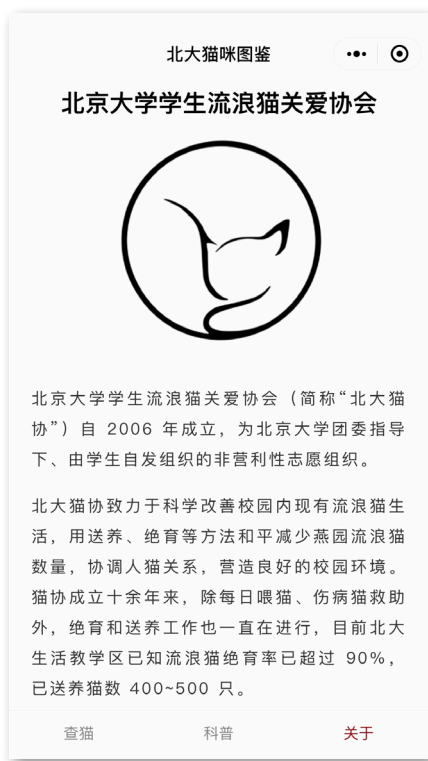 北大猫咪图鉴
北京大学学生流浪猫关爱协会
北京大学学生流浪猫关爱协会（简称“北大猫
协”）自 2006 年成立，为北京大学团委指导
下、由学生自发组织的非营利性志愿组织。
北大猫协致力于科学改善校园内现有流浪猫生
活，用送养、绝育等方法和平减少燕园流浪猫
数量，协调人猫关系，营造良好的校园环境。
猫协成立十余年来，除每日喂猫、伤病猫救助
外，绝育和送养工作也一直在进行，目前北大
生活教学区已知流浪猫绝育率已超过 90%，
已送养猫数 400~500 只。
查猫 科普 关于